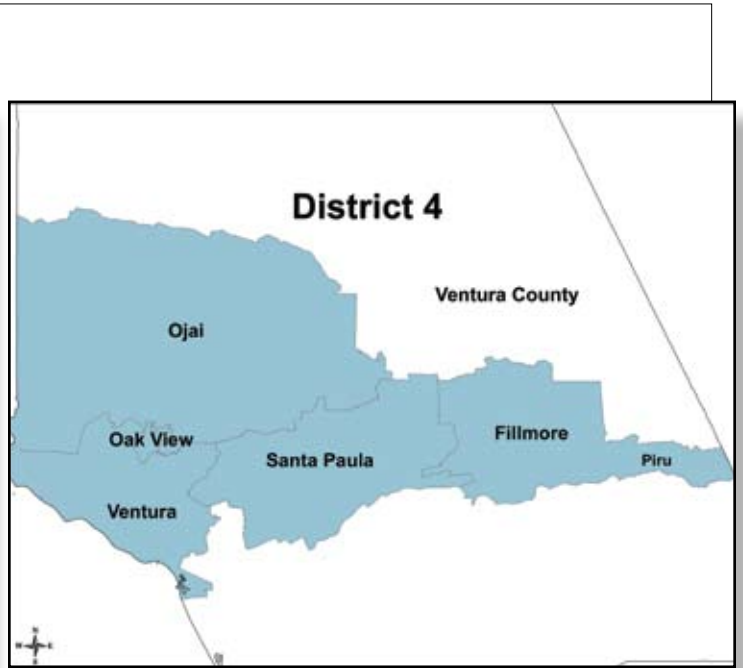 District 4
Ventura County
Ojai
Oak View
Fillmore
Santa Paula
Piru
Ventura
N
W E
S